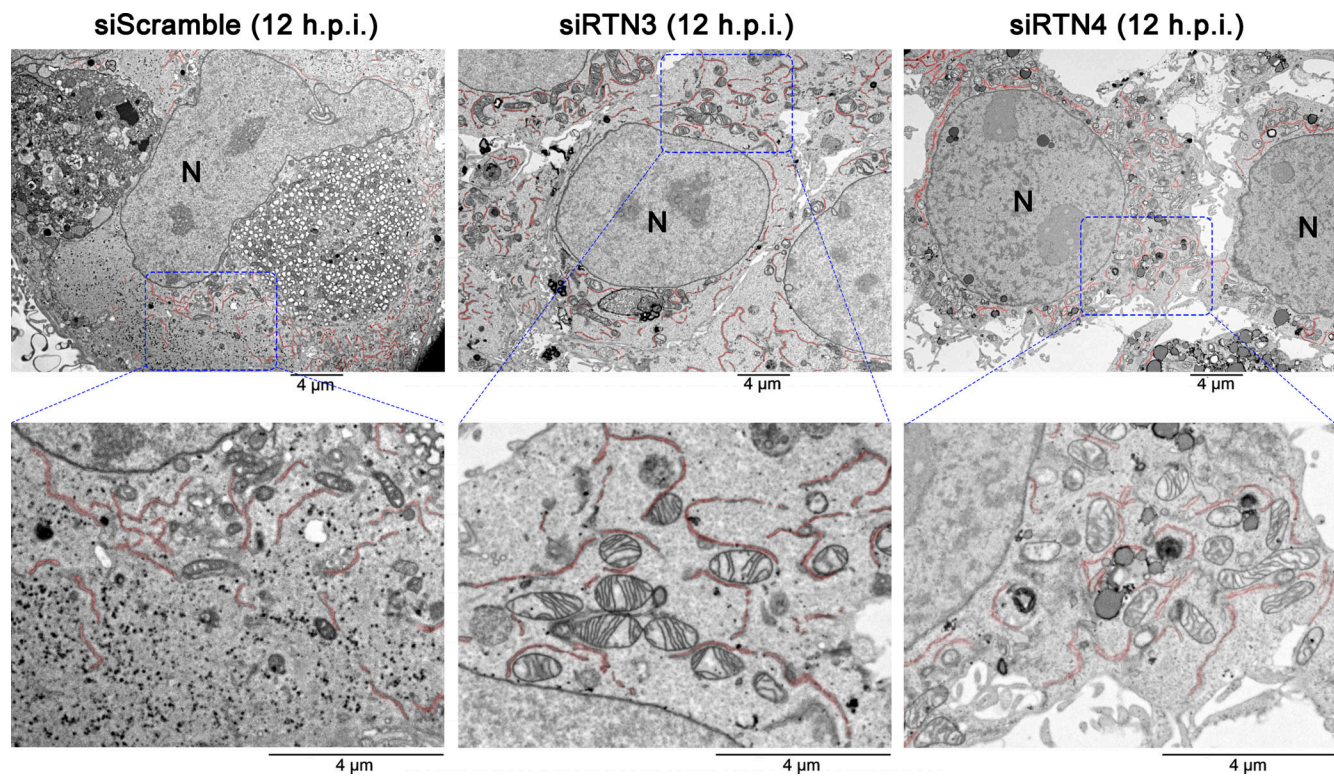 siScramble (12 h.p.i.)
siRTN3 (12 h.p.i.)
siRTN4 (12 h.p.i.)
N
N
N
N
4 µm
4 µm
4 µm
4 µm
4 µm
4 µm